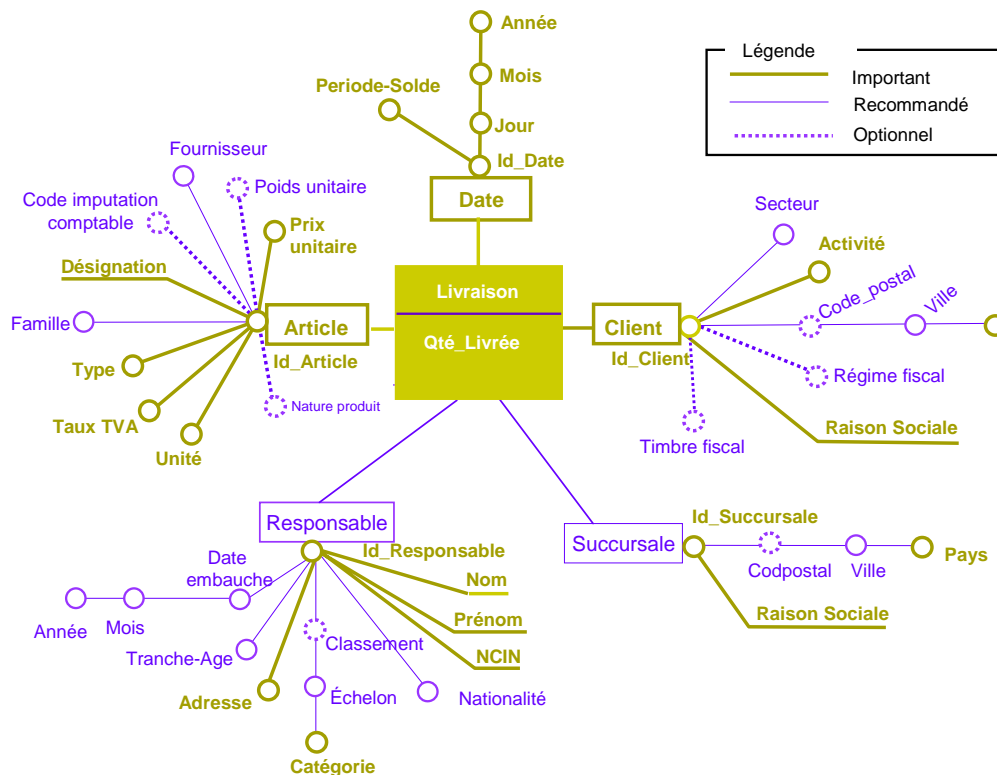 Année
Légende
Important
Mois
Periode-Solde
Recommandé
Jour
Optionnel
Fournisseur
Id_Date
Poids unitaire
Code imputation
comptable
Date
Secteur
Prix
unitaire
Activité
Désignation
Livraison
Code_postal
Ville
Famille
Article
Qté_Livrée
Client
Id_Article
Id_Client
Type
Régime fiscal
Nature produit
Taux TVA
Raison Sociale
Unité
Timbre fiscal
Responsable
Id_Succursale
Succursale
Id_Responsable
Date
embauche
Codpostal
Ville
Pays
Nom
Année
Mois
Prénom
Raison Sociale
Classement
Tranche-Age
NCIN
Adresse
Échelon
Nationalité
Catégorie